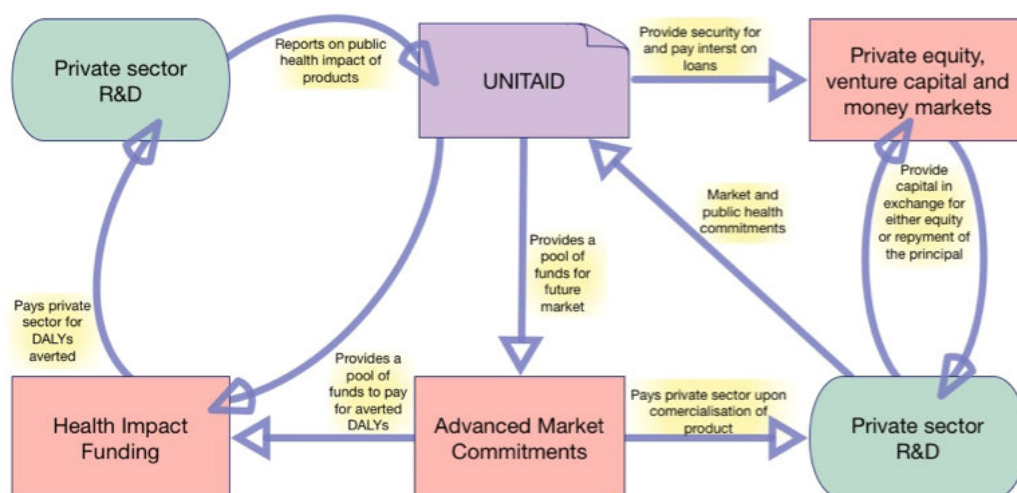 Private sector
R&D
Reports on public
health impact of
products
UNITAID
Provide security for
and pay interst on
loans
Private equity,
venture capital and
money markets
Provide
capital in
exchange for
either equity
or repyment of
the principal
Market and
public health
commitments
Provides a
pool of
funds for
future
market
Pays private
sector for
DALYs
averted
Provides a
pool of
funds to pay
for averted
DALYs
Pays private sector upon
comercialisation of
product
Health Impact
Funding
Advanced Market
Commitments
Private sector
R&D